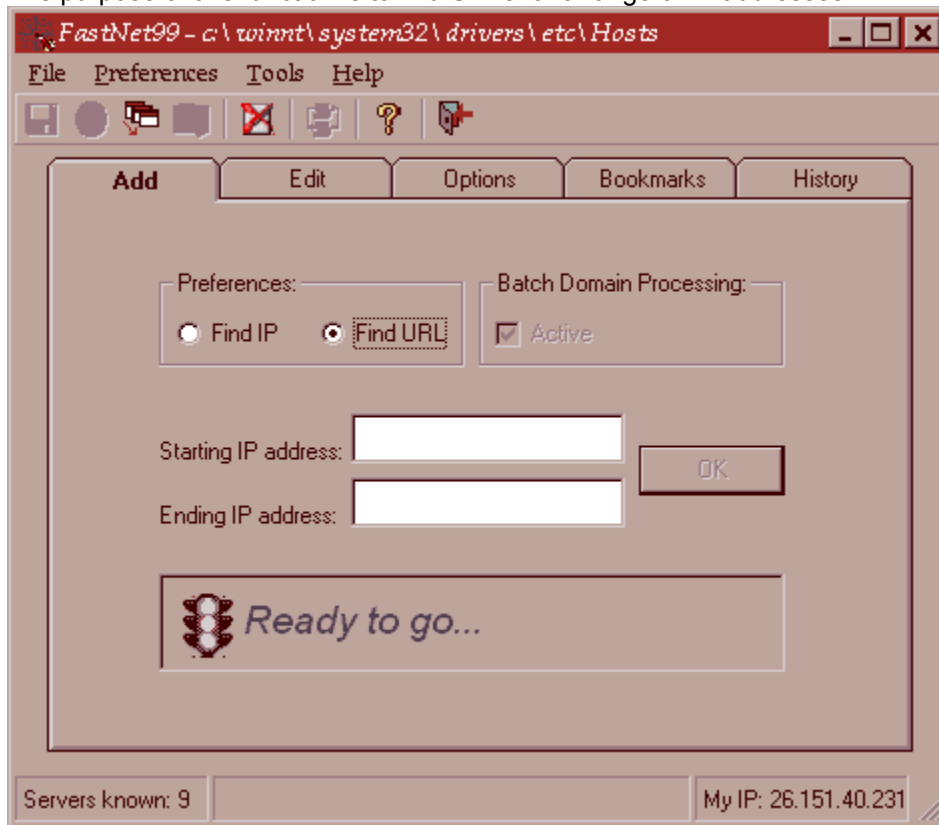 FastNet99 - c:\winnt\system32\drivers\etc\Hosts
File Preferences Tools Help
Add Edit Options Bookmarks History
Preferences: Batch Domain Processing:
Find IP Find URL Active
Starting IP address:
OK
Ending IP address:
Ready to go...
Servers known: 9 My IP: 26.151.40.231